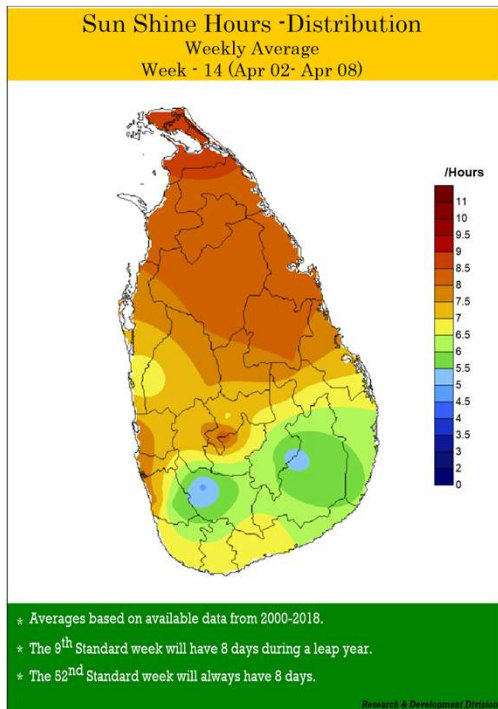 Sun Shine Hours -Distribution
Weekly Average
Week - 14 (Apr 02- Apr 08)
/Hours
11
10
9.5
9
8.5
8
7.5
7
6.5
6
5.5
5
4.5
4
3.5
3
2
0
* Averages based on available data from 2000-2018.
* The 9th Standard week will have 8 days during a leap year.
* The 52nd Standard week will always have 8 days.
Research & Development Division